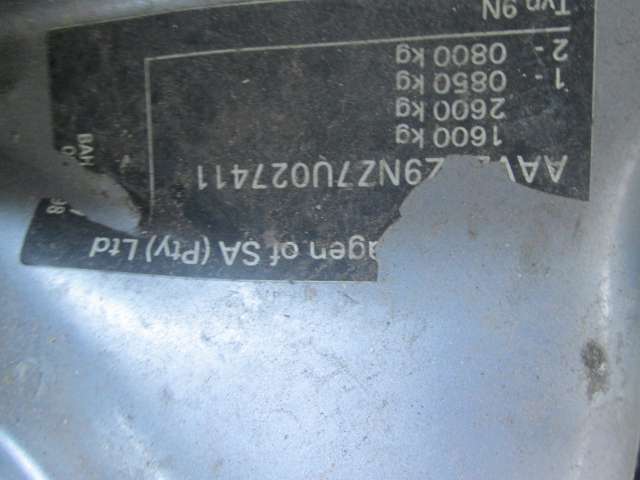 agen of SA (Pty) Ltd
AAV Z9NZ7U027411
1600 kg
2600 kg
1 - 0850 kg
2 - 0800 kg
Typ 9N